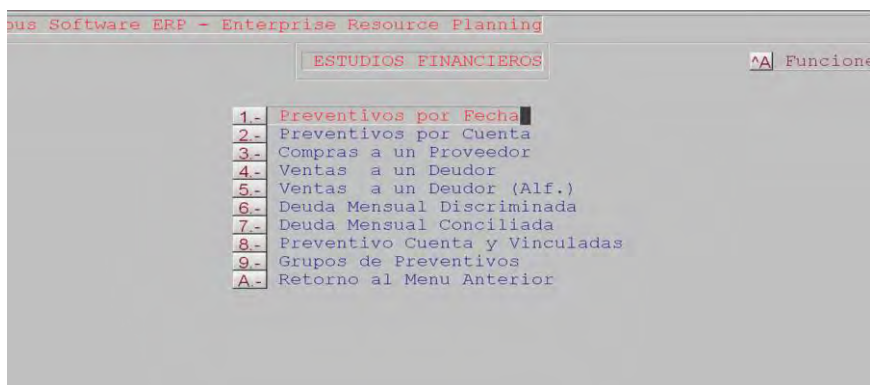 Software ERP - Enterprise Resource Planning
ESTUDIOS FINANCIEROS
^A Funcione
1.- Preventivos por Fecha
2.- Preventivos por Cuenta
3.- Compras a un Proveedor
4.- Ventas a un Deudor
5.- Ventas a un Deudor (Alf.)
6.- Deuda Mensual Discriminada
7.- Deuda Mensual Conciliada
8.- Preventivo Cuenta y Vinculadas
9.- Grupos de Preventivos
A.- Retorno al Menu Anterior